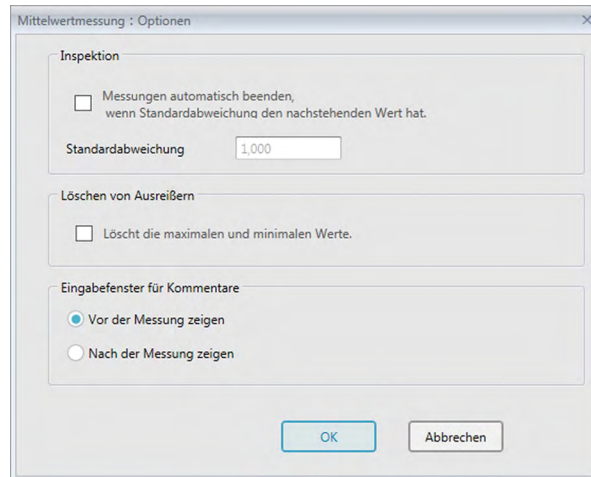 Mittelwertmessung : Optionen
Inspektion
Messungen automatisch beenden,
wenn Standardabweichung den nachstehenden Wert hat.
Standardabweichung 1,000
Löschen von Ausreißern
Löscht die maximalen und minimalen Werte.
Eingabefenster für Kommentare
Vor der Messung zeigen
Nach der Messung zeigen
OK Abbrechen